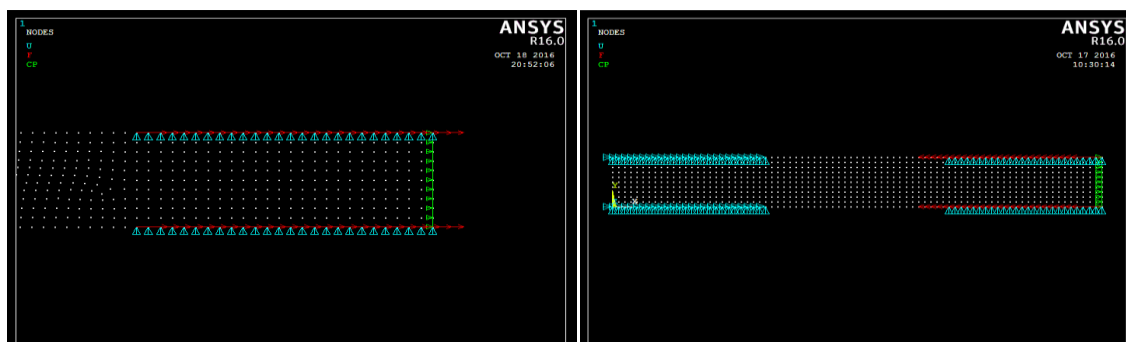 1
NODES
U
F
CP
ANSYS
R16.0
OCT 18 2016
20:52:06
1
NODES
U
F
CP
ANSYS
R16.0
OCT 17 2016
10:30:14
Y
X